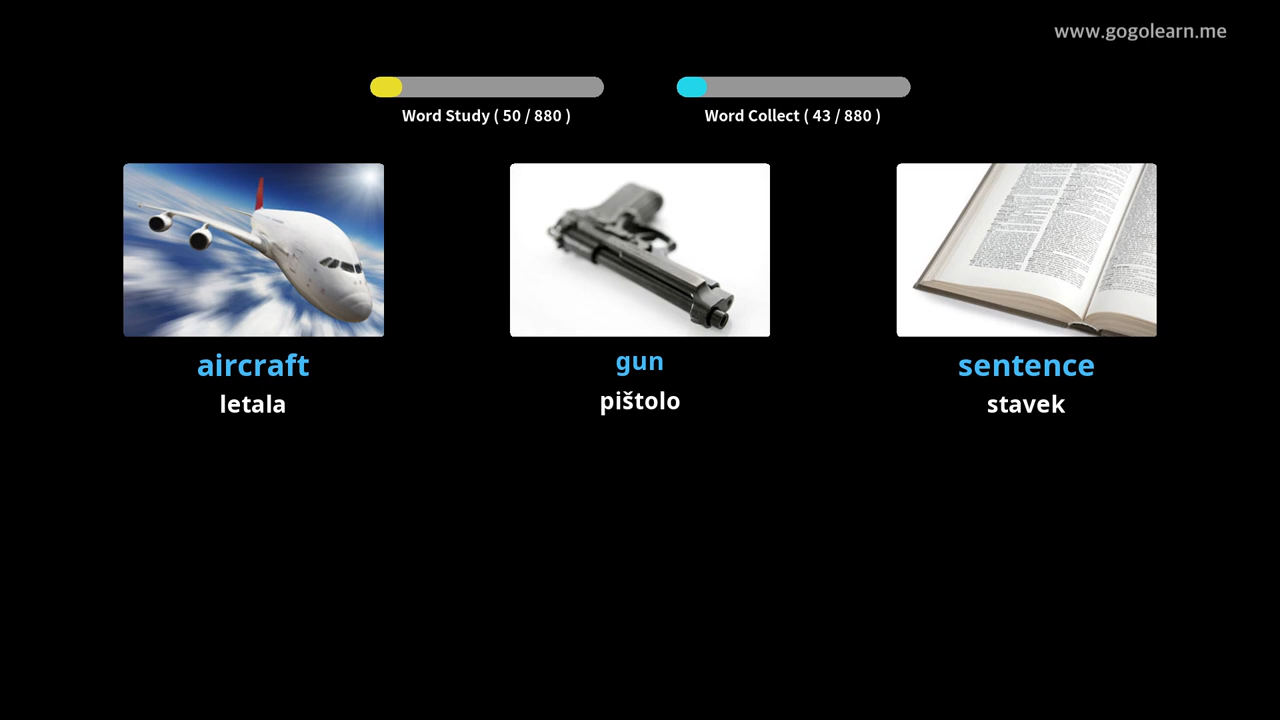 www.gogolearn.me
Word Study ( 50 / 880 )
Word Collect ( 43 / 880 )
aircraft
letala
gun
pištolo
sentence
stavek